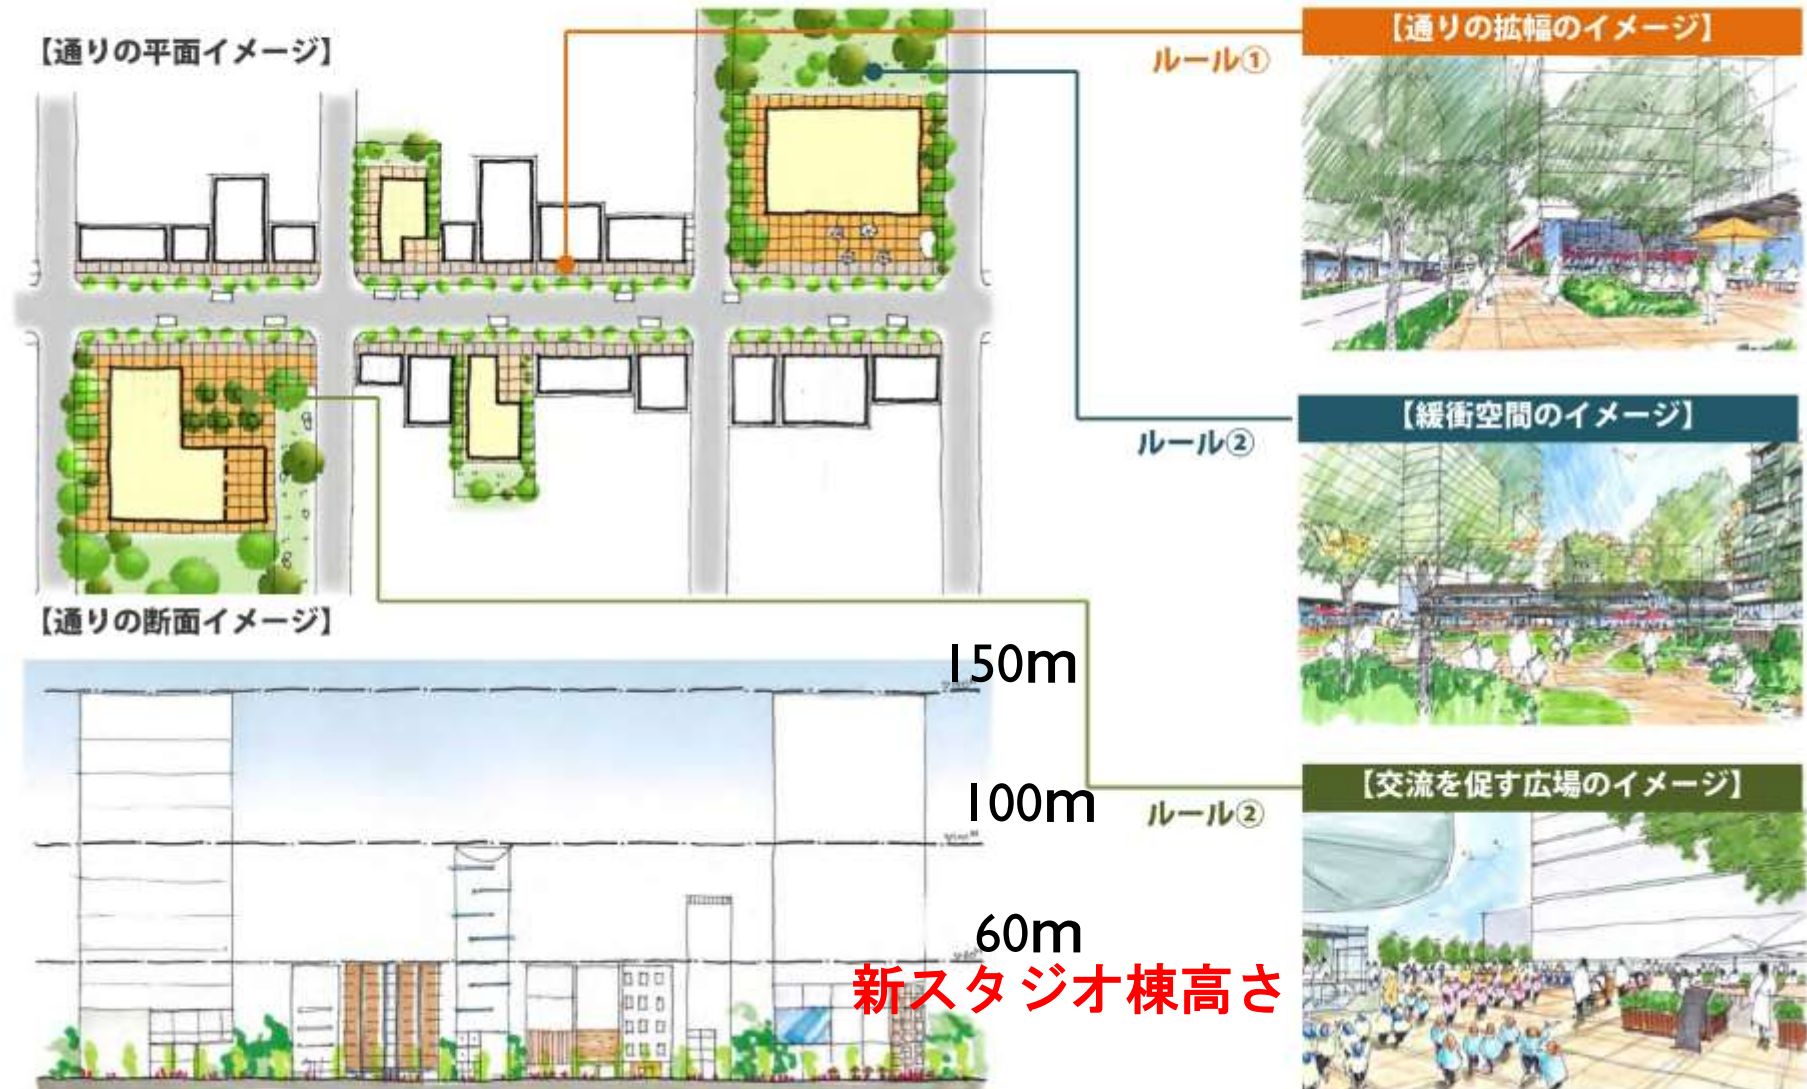 【通りの平面イメージ】
ルール①
【通りの拡幅のイメージ】
ルール②
【緩衝空間のイメージ】
【通りの断面イメージ】
150m
100m
ルール②
【交流を促す広場のイメージ】
60m
新スタジオ棟高さ